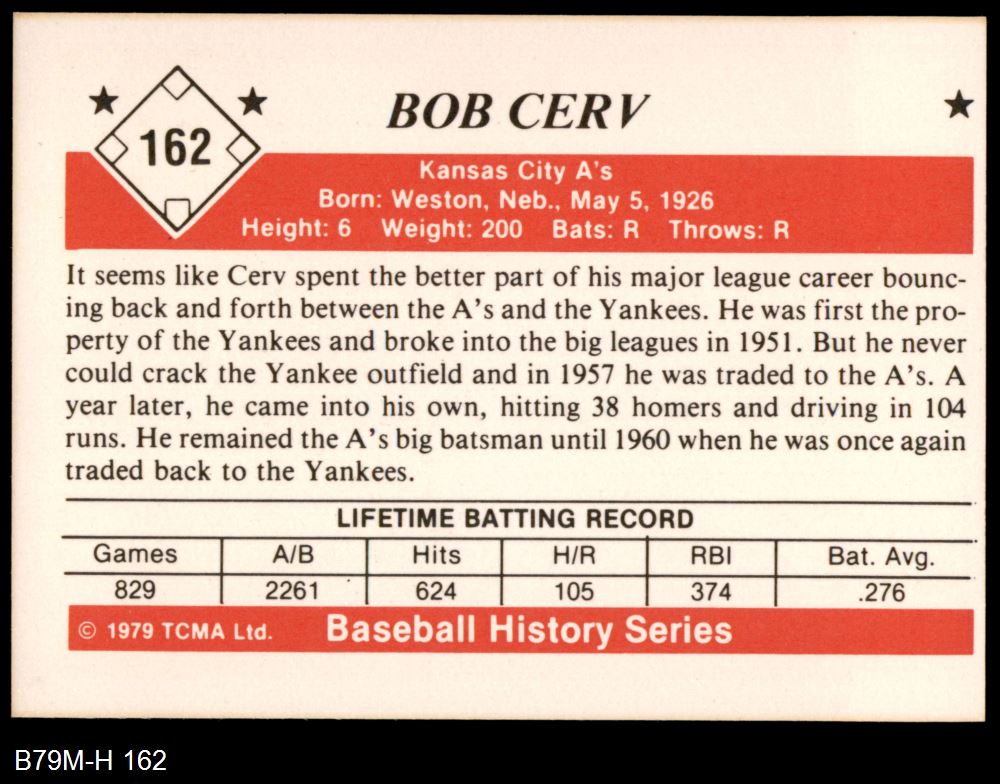 162
BOB CERV
Kansas City A's
Born: Weston, Neb., May 5, 1926
Height: 6 Weight: 200 Bats: R Throws: R
It seems like Cerv spent the better part of his major league career bounc-
ing back and forth between the A's and the Yankees. He was first the pro-
perty of the Yankees and broke into the big leagues in 1951. But he never
could crack the Yankee outfield and in 1957 he was traded to the A's. A
year later, he came into his own, hitting 38 homers and driving in 104
runs. He remained the A's big batsman until 1960 when he was once again
traded back to the Yankees.
LIFETIME BATTING RECORD
Games A/B Hits H/R RBI Bat. Avg.
829 2261 624 105 374 .276
© 1979 TCMA Ltd. Baseball History Series
B79M-H 162